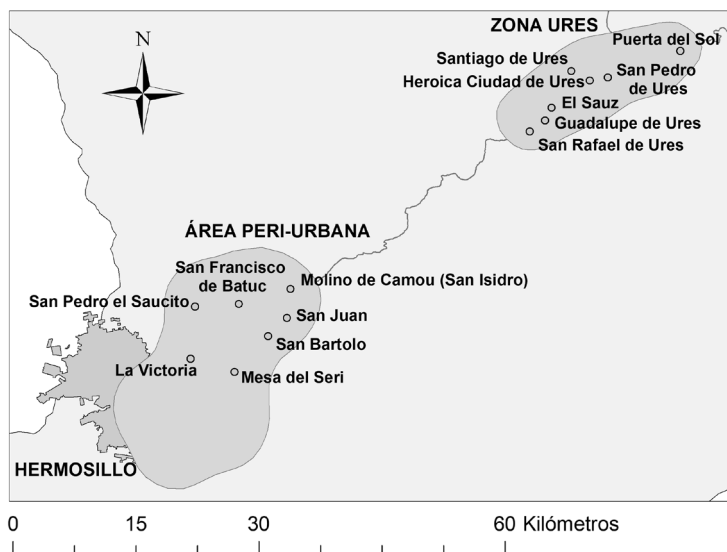 ZONA URES
Puerta del Sol
N
Santiago de Ures
Heroica Ciudad de Ures
San Pedro
de Ures
El Sauz
Guadalupe de Ures
San Rafael de Ures
ÁREA PERI-URBANA
San Francisco
de Batuc
Molino de Camou (San Isidro)
San Pedro el Saucito
San Juan
San Bartolo
La Victoria
Mesa del Seri
HERMOSILLO
0 15 30 60 Kilómetros